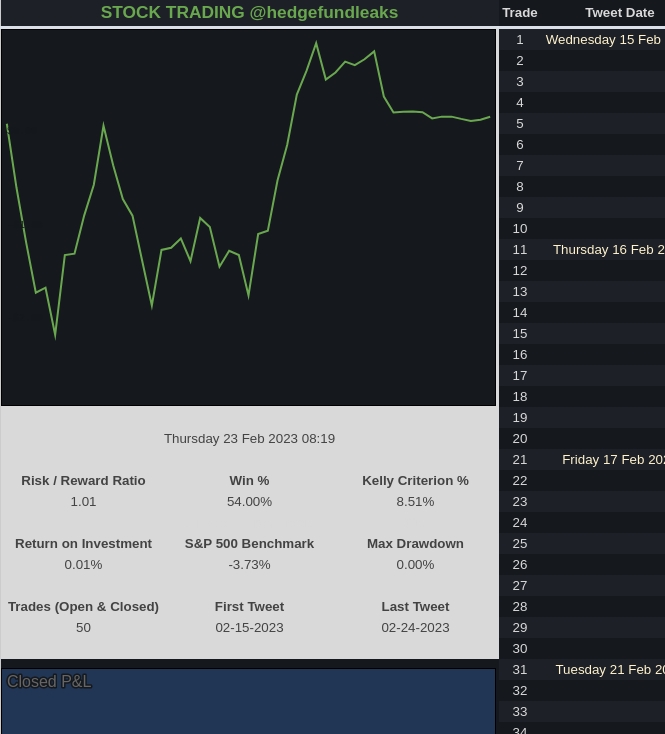 STOCK TRADING @hedgefundleaks
Thursday 23 Feb 2023 08:19
Risk / Reward Ratio Win % Kelly Criterion %
1.01 54.00% 8.51%
Return on Investment S&P 500 Benchmark Max Drawdown
0.01% -3.73% 0.00%
Trades (Open & Closed) First Tweet Last Tweet
50 02-15-2023 02-24-2023
Closed P&L
Trade Tweet Date
1 Wednesday 15 Feb
2
3
4
5
6
7
8
9
10
11 Thursday 16 Feb 2
12
13
14
15
16
17
18
19
20
21 Friday 17 Feb 202
22
23
24
25
26
27
28
29
30
31 Tuesday 21 Feb 20
32
33
34